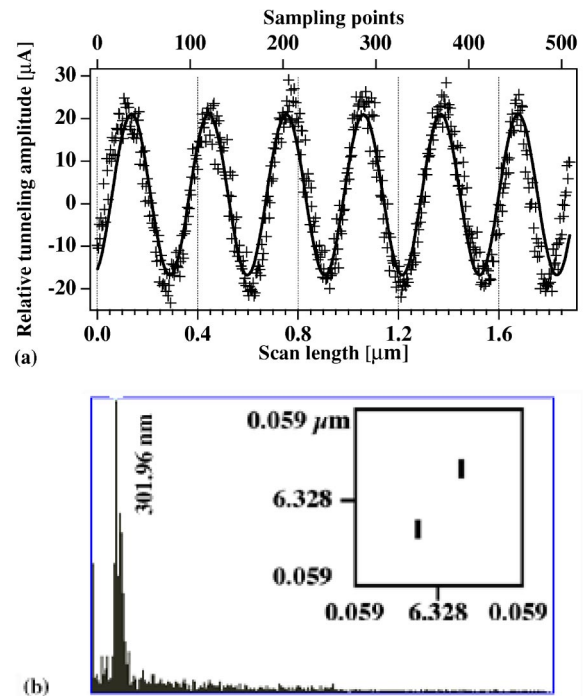 Sampling points
0 100 200 300 400 500
Relative tunneling amplitude [µA]
30
20
10
0
-10
-20
0.0 0.4 0.8 1.2 1.6
Scan length [µm]
(a)
301.96 nm
0.059 µm
6.328
0.059
0.059 6.328 0.059
(b)